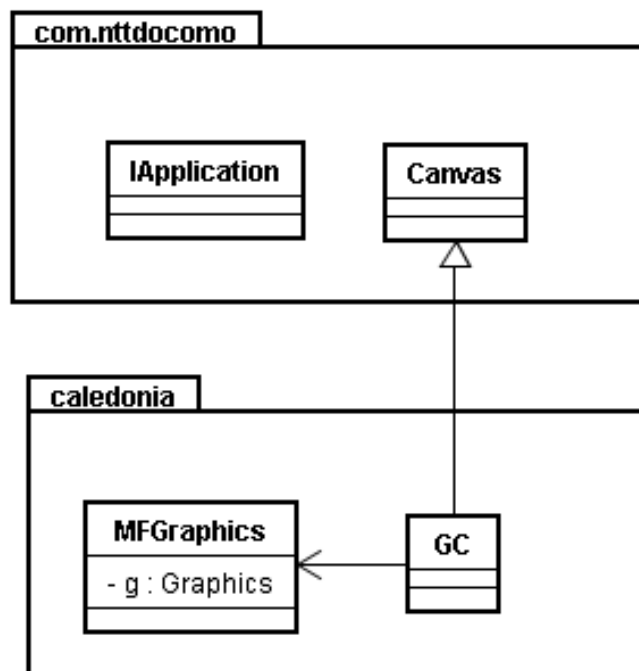 com.nttdocomo
IApplication
Canvas
caledonia
MFGraphics
- g : Graphics
GC